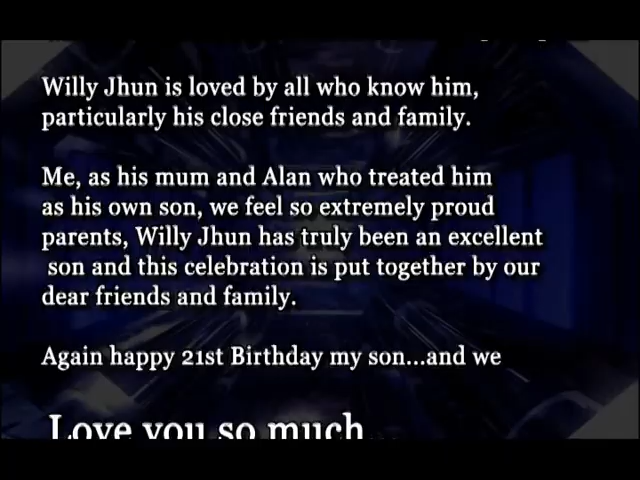 Willy Jhun is loved by all who know him,
particularly his close friends and family.
Me, as his mum and Alan who treated him
as his own son, we feel so extremely proud
parents, Willy Jhun has truly been an excellent
son and this celebration is put together by our
dear friends and family.
Again happy 21st Birthday my son...and we
Love you so much...